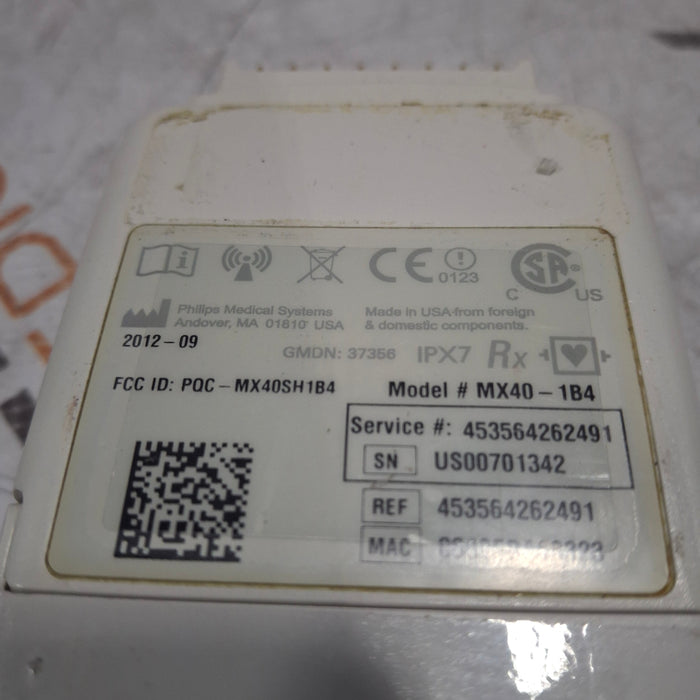 CE 0123
CSA®
C US
Philips Medical Systems
Andover, MA 01810 USA
Made in USA from foreign
& domestic components.
2012-09
GMDN: 37356 IPX7 Rx
FCC ID: PQC-MX40SH1B4
Model # MX40-1B4
Service #: 453564262491
SN US00701342
REF 453564262491
MAC